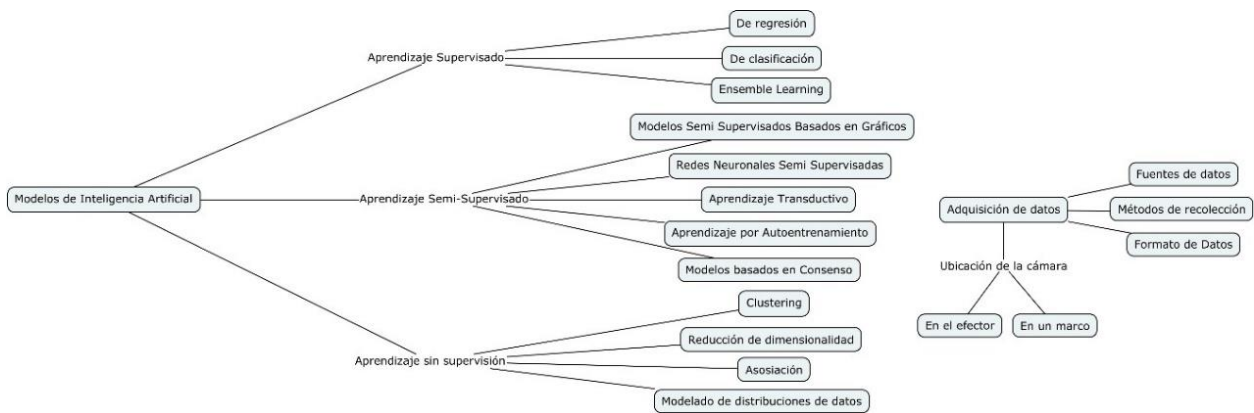 Modelos de Inteligencia Artificial
Aprendizaje Supervisado
De regresión
De clasificación
Ensemble Learning
Aprendizaje Semi-Supervisado
Modelos Semi Supervisados Basados en Gráficos
Redes Neuronales Semi Supervisadas
Aprendizaje Transductivo
Aprendizaje por Autoentrenamiento
Modelos basados en Consenso
Aprendizaje sin supervisión
Clustering
Reducción de dimensionalidad
Asosiación
Modelado de distribuciones de datos
Adquisición de datos
Fuentes de datos
Métodos de recolección
Formato de Datos
Ubicación de la cámara
En el efector
En un marco